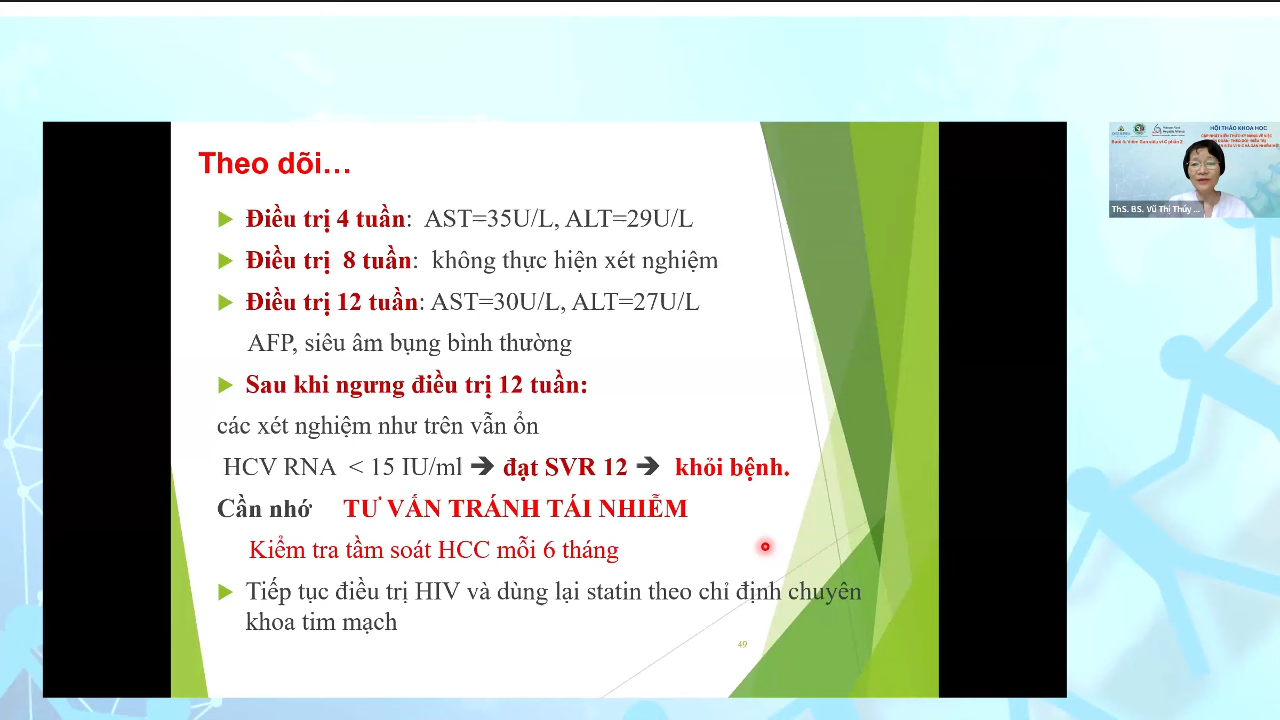 Theo dõi...
Điều trị 4 tuần: AST=35U/L, ALT=29U/L
Điều trị 8 tuần: không thực hiện xét nghiệm
Điều trị 12 tuần: AST=30U/L, ALT=27U/L
AFP, siêu âm bụng bình thường
Sau khi ngưng điều trị 12 tuần:
các xét nghiệm như trên vẫn ổn
HCV RNA < 15 IU/ml ➔ đạt SVR 12 ➔ khỏi bệnh.
Cần nhớ TƯ VẤN TRÁNH TÁI NHIỄM
Kiểm tra tầm soát HCC mỗi 6 tháng
Tiếp tục điều trị HIV và dùng lại statin theo chỉ định chuyên
khoa tim mạch
49
HỘI THẢO KHOA HỌC
ThS. BS. Vũ Thị Thúy ...